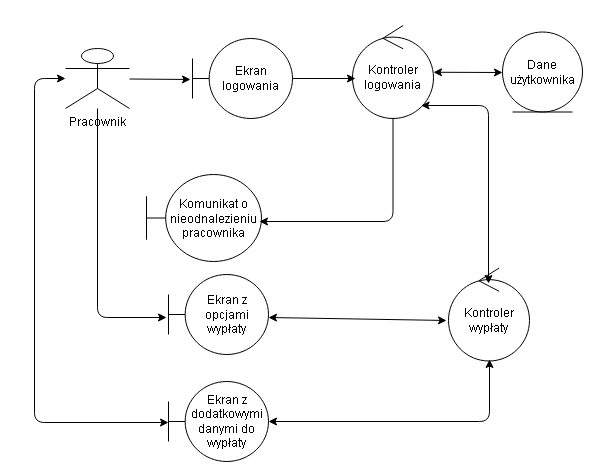 Pracownik
Ekran
logowania
Kontroler
logowania
Dane
użytkownika
Komunikat o
nieodnalezieniu
pracownika
Ekran z
opcjami
wypłaty
Kontroler
wypłaty
Ekran z
dodatkowymi
danymi do
wypłaty